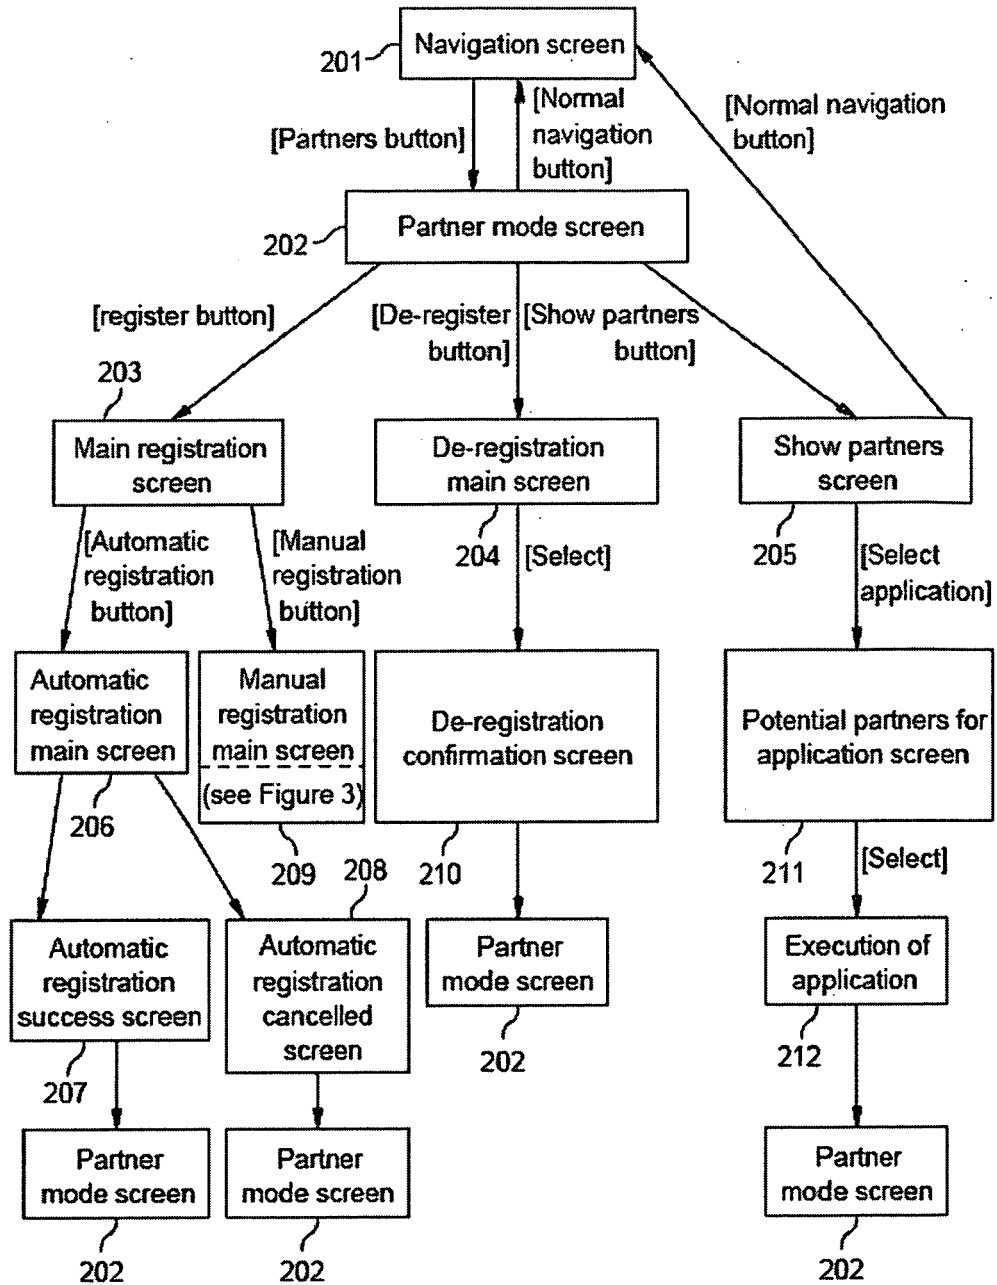 Navigation screen
201
[Partners button]
[Normal
navigation
button]
[Normal navigation
button]
Partner mode screen
202
[register button]
[De-register
button]
[Show partners
button]
203
Main registration
screen
De-registration
main screen
204
Show partners
screen
205
[Automatic
registration
button]
[Manual
registration
button]
[Select]
[Select
application]
Automatic
registration
main screen
206
Manual
registration
main screen
(see Figure 3)
209
De-registration
confirmation screen
210
Potential partners for
application screen
211
[Select]
208
Automatic
registration
success screen
207
Automatic
registration
cancelled
screen
Partner
mode screen
202
Execution of
application
212
Partner
mode screen
202
Partner
mode screen
202
Partner
mode screen
202